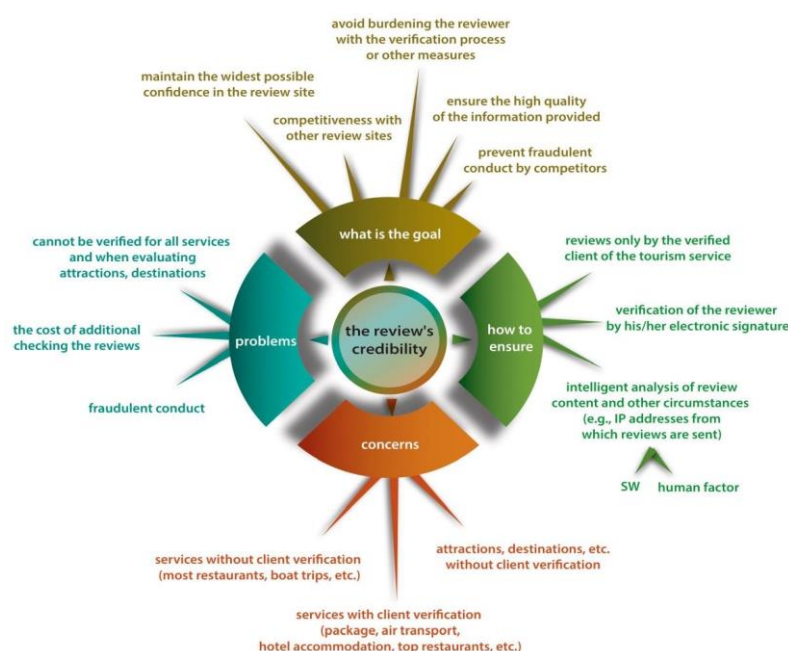 avoid burdening the reviewer
with the verification process
or other measures
maintain the widest possible
confidence in the review site
ensure the high quality
of the information provided
competitiveness with
other review sites
prevent fraudulent
conduct by competitors
what is the goal
cannot be verified for all services
and when evaluating
attractions, destinations,
the cost of additional
checking the reviews
fraudulent conduct
problems
the review's
credibility
how to
ensure
reviews only by the verified
client of the tourism service
verification of the reviewer
by his/her electronic signature
intelligent analysis of review
content and other circumstances
(e.g., IP addresses from
which reviews are sent)
SW
human factor
concerns
services without client verification
(most restaurants, boat trips, etc.)
attractions, destinations, etc.
without client verification
services with client verification
(package, air transport,
hotel accommodation, top restaurants, etc.)